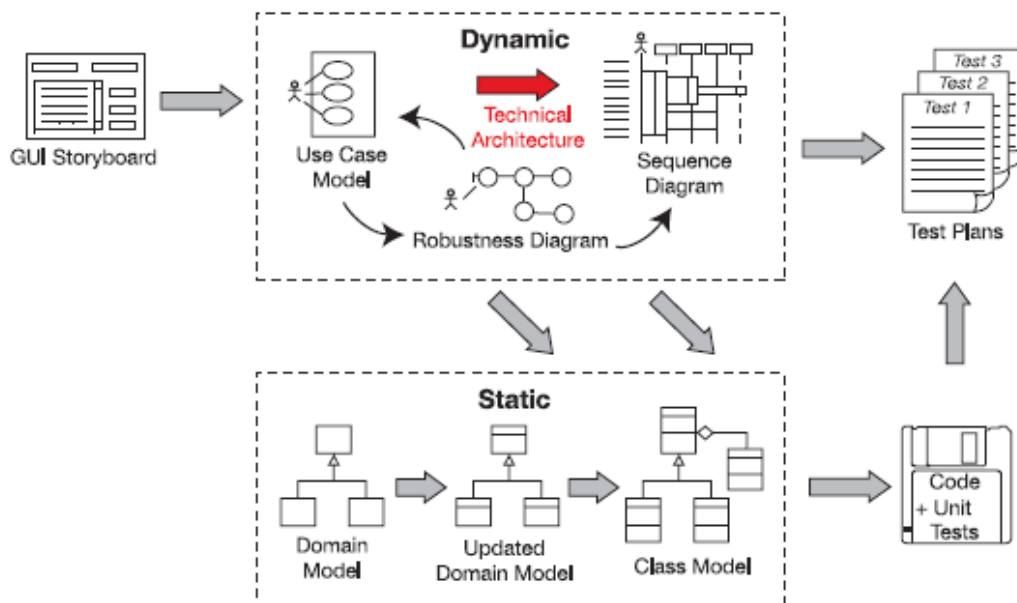 Dynamic
GUI Storyboard
Use Case
Model
Technical
Architecture
Robustness Diagram
Sequence
Diagram
Test 3
Test 2
Test 1
Test Plans
Static
Domain
Model
Updated
Domain Model
Class Model
Code
+ Unit
Tests